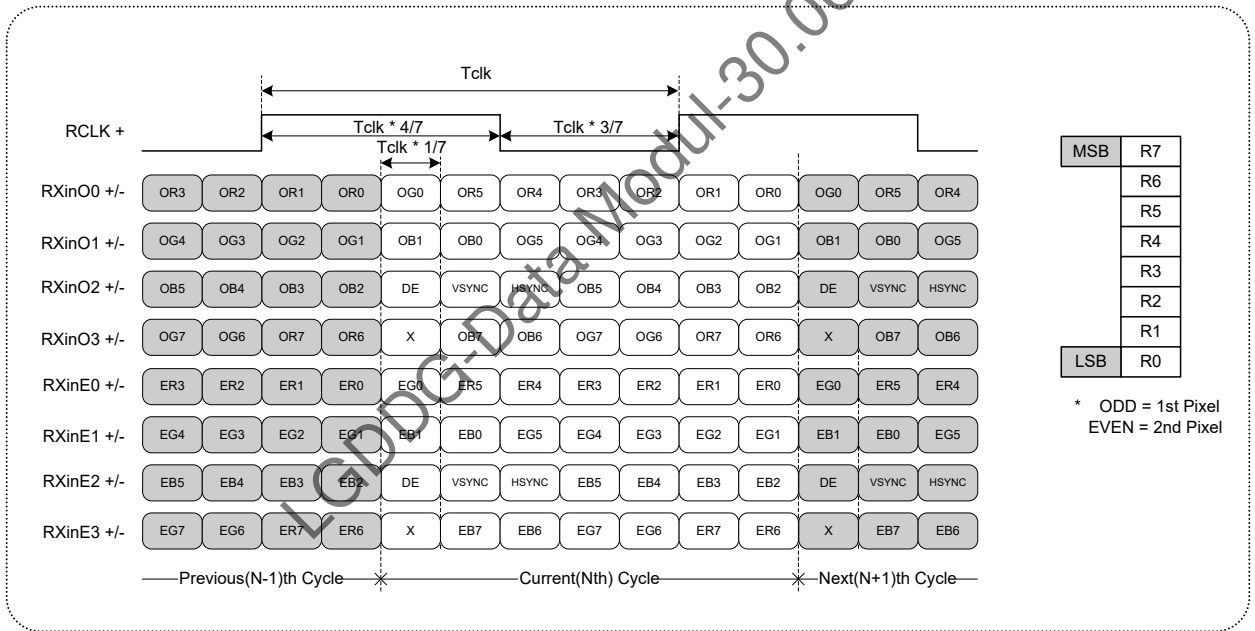 Tclk
RCLK +
Tclk * 4/7 Tclk * 3/7
Tclk * 1/7
RXinO0 +/- OR3 OR2 OR1 OR0 OG0 OR5 OR4 OR3 OR2 OR1 OR0 OG0 OR5 OR4
RXinO1 +/- OG4 OG3 OG2 OG1 OB1 OB0 OG5 OG4 OG3 OG2 OG1 OB1 OB0 OG5
RXinO2 +/- OB5 OB4 OB3 OB2 DE VSYNC HSYNC OB5 OB4 OB3 OB2 DE VSYNC HSYNC
RXinO3 +/- OG7 OG6 OR7 OR6 X OB7 OB6 OG7 OG6 OR7 OR6 X OB7 OB6
RXinE0 +/- ER3 ER2 ER1 ER0 EG0 ER5 ER4 ER3 ER2 ER1 ER0 EG0 ER5 ER4
RXinE1 +/- EG4 EG3 EG2 EG1 EB1 EB0 EG5 EG4 EG3 EG2 EG1 EB1 EB0 EG5
RXinE2 +/- EB5 EB4 EB3 EB2 DE VSYNC HSYNC EB5 EB4 EB3 EB2 DE VSYNC HSYNC
RXinE3 +/- EG7 EG6 ER7 ER6 X EB7 EB6 EG7 EG6 ER7 ER6 X EB7 EB6
Previous(N-1)th Cycle Current(Nth) Cycle Next(N+1)th Cycle
MSB R7
R6
R5
R4
R3
R2
R1
LSB R0
* ODD = 1st Pixel
EVEN = 2nd Pixel
LGDDG-Data Modul-30.0